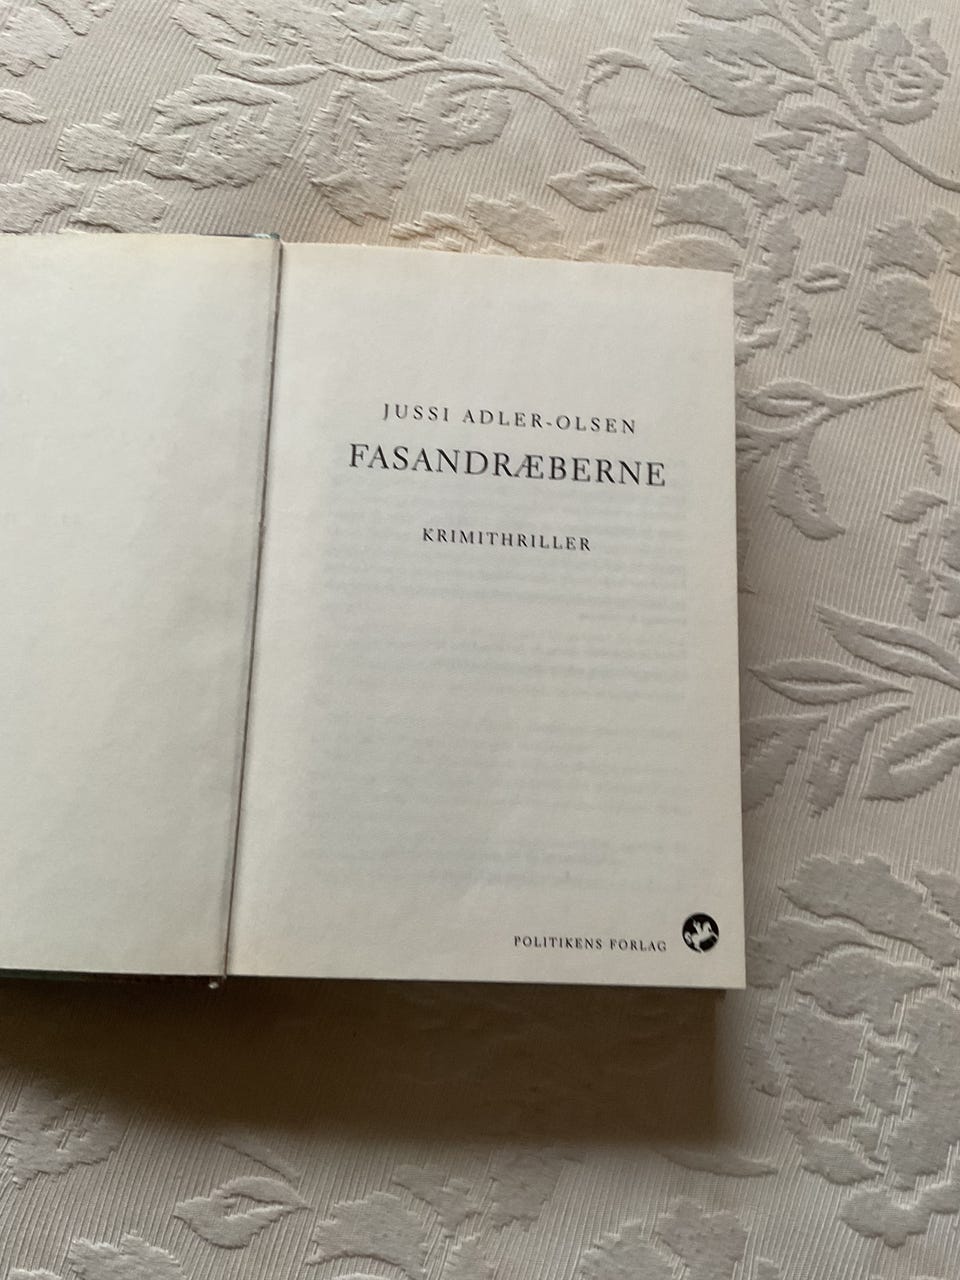 JUSSI ADLER-OLSEN
FASANDRÆBERNE
KRIMITHRILLER
POLITIKENS FORLAG